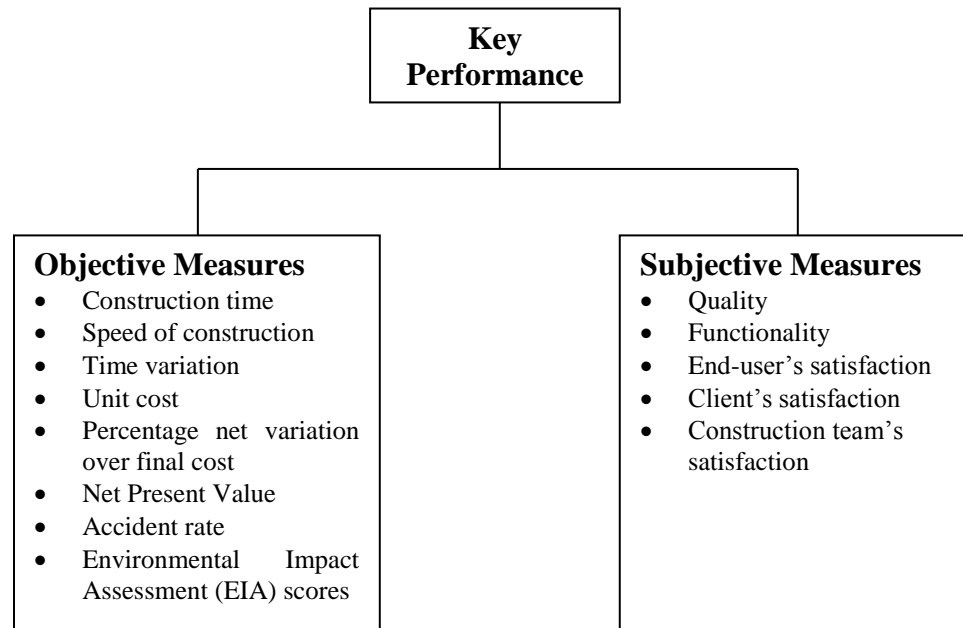 Key
Performance
Objective Measures
• Construction time
• Speed of construction
• Time variation
• Unit cost
• Percentage net variation
over final cost
• Net Present Value
• Accident rate
• Environmental Impact
Assessment (EIA) scores
Subjective Measures
• Quality
• Functionality
• End-user’s satisfaction
• Client’s satisfaction
• Construction team’s
satisfaction